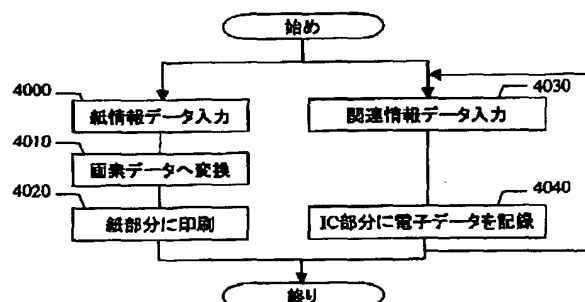 始め
4000
紙情報データ入力
4010
画素データへ変換
4020
紙部分に印刷
4030
関連情報データ入力
4040
IC部分に電子データを記録
終り